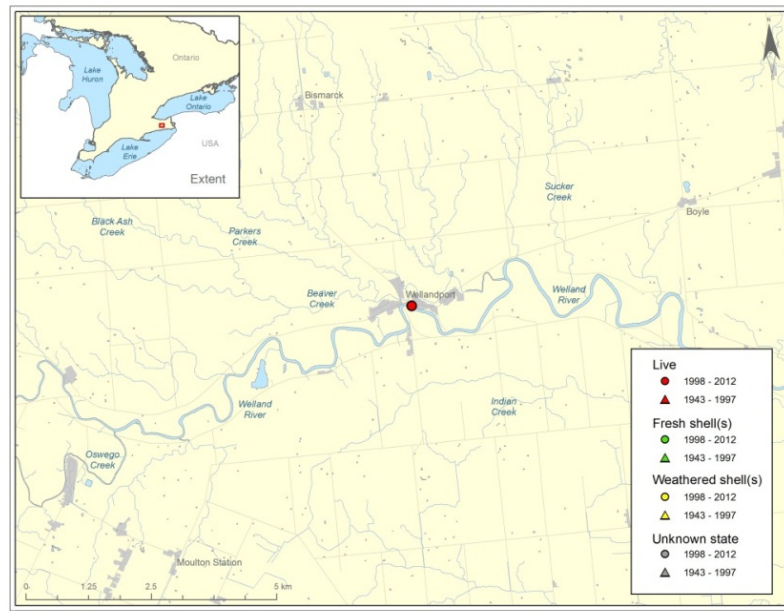 Lake
Huron
Ontario
Lake
Ontario
Lake
Erie
USA
Extent
N
Bismarck
Sucker
Creek
Boyle
Black Ash
Creek
Parkers
Creek
Beaver
Creek
Wellandport
Welland
River
Welland
River
Indian
Creek
Oswego
Creek
Moulton Station
0 1.25 2.5 5 km
Live
1998 - 2012
1943 - 1997
Fresh shell(s)
1998 - 2012
1943 - 1997
Weathered shell(s)
1998 - 2012
1943 - 1997
Unknown state
1998 - 2012
1943 - 1997